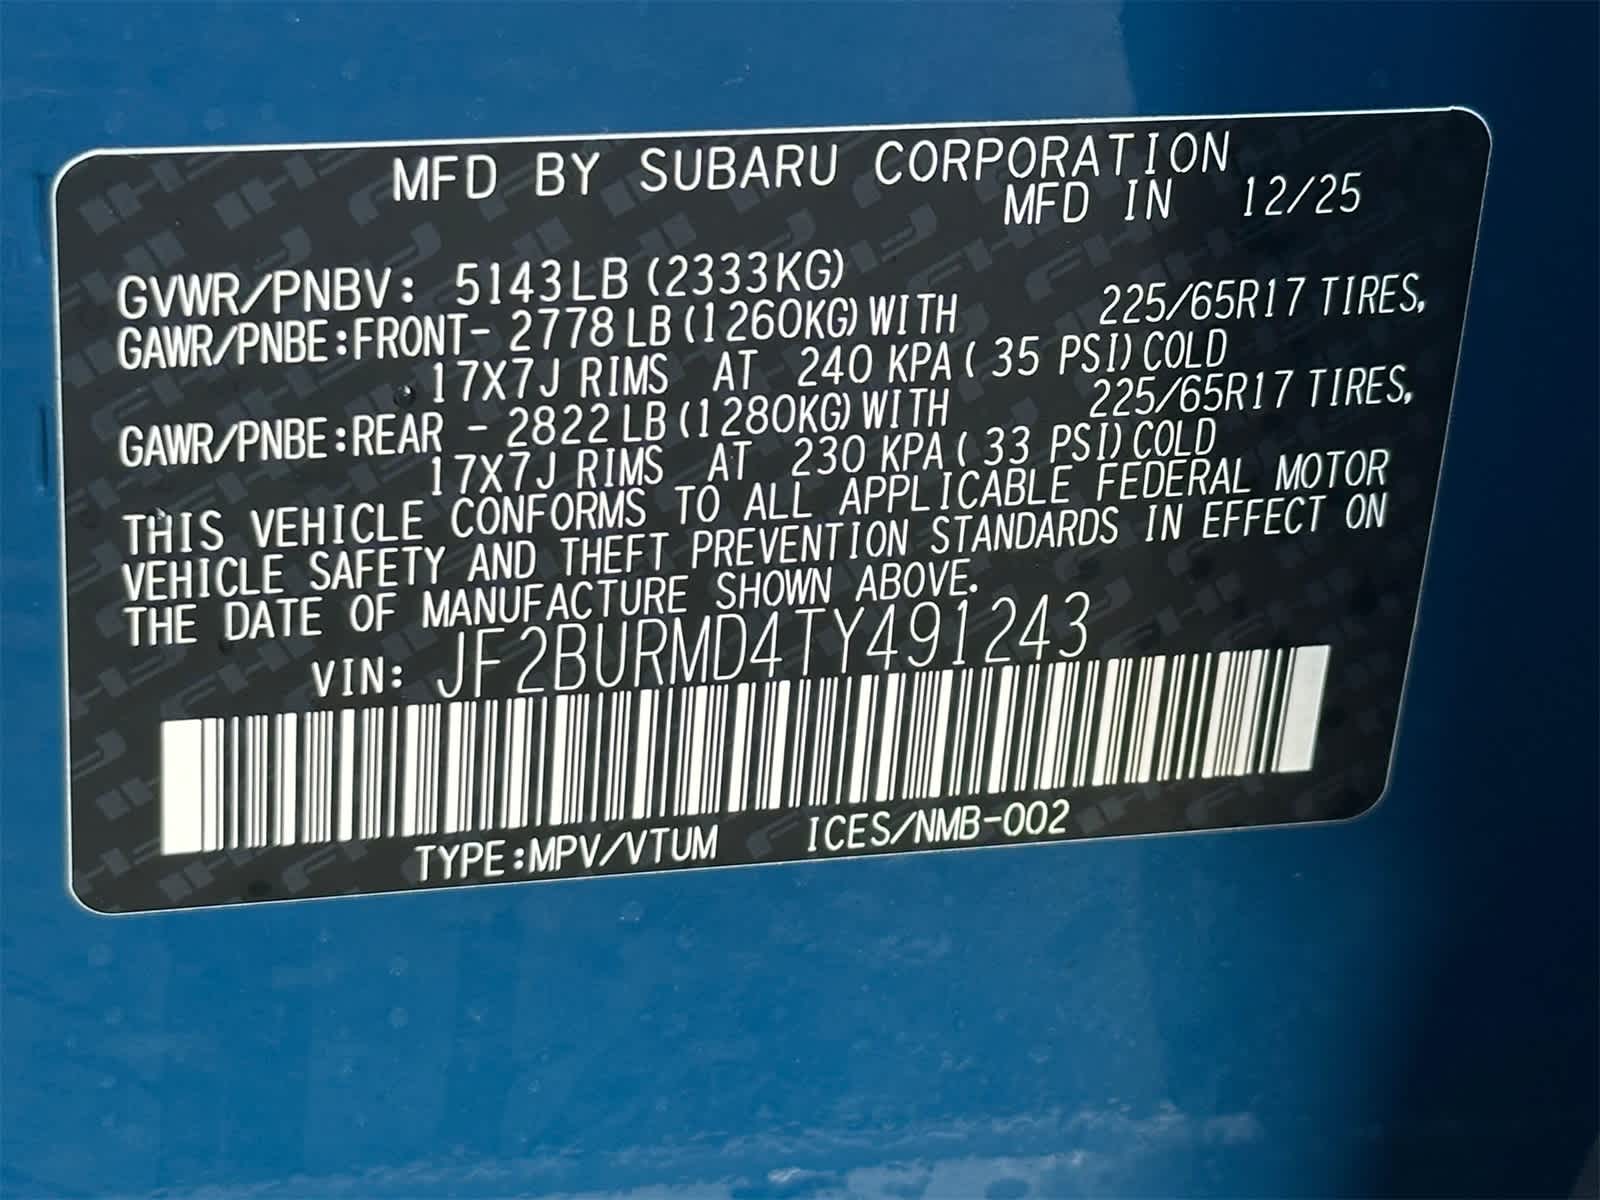 MFD BY SUBARU CORPORATION
MFD IN 12/25
GVWR/PNBV: 5143LB (2333KG)
GAWR/PNBE:FRONT- 2778 LB (1260KG) WITH 225/65R17 TIRES,
17X7J RIMS AT 240 KPA ( 35 PSI) COLD
GAWR/PNBE:REAR - 2822 LB (1280KG) WITH 225/65R17 TIRES,
17X7J RIMS AT 230 KPA ( 33 PSI) COLD
THIS VEHICLE CONFORMS TO ALL APPLICABLE FEDERAL MOTOR
VEHICLE SAFETY AND THEFT PREVENTION STANDARDS IN EFFECT ON
THE DATE OF MANUFACTURE SHOWN ABOVE.
VIN: JF2BURMD4TY491243
TYPE:MPV/VTUM ICES/NMB-002